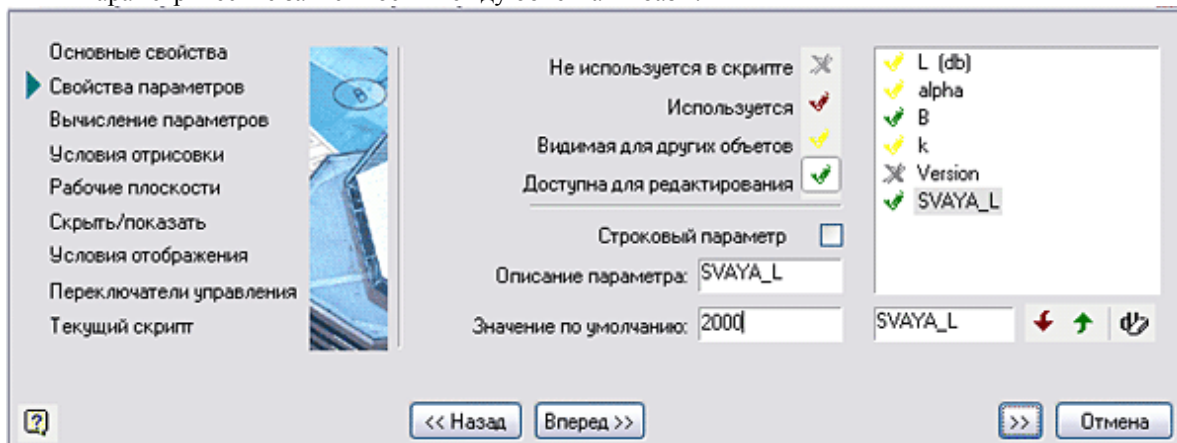 Основные свойства
Свойства параметров
Вычисление параметров
Условия отрисовки
Рабочие плоскости
Скрыть/показать
Условия отображения
Переключатели управления
Текущий скрипт
B
Не используется в скрипте
Используется
Видимая для других объетов
Доступна для редактирования
Строковый параметр
Описание параметра: SVAYA_L
Значение по умолчанию: 2000
L (db)
alpha
B
k
Version
SVAYA_L
SVAYA_L
<< Назад
Вперед >>
>>
Отмена